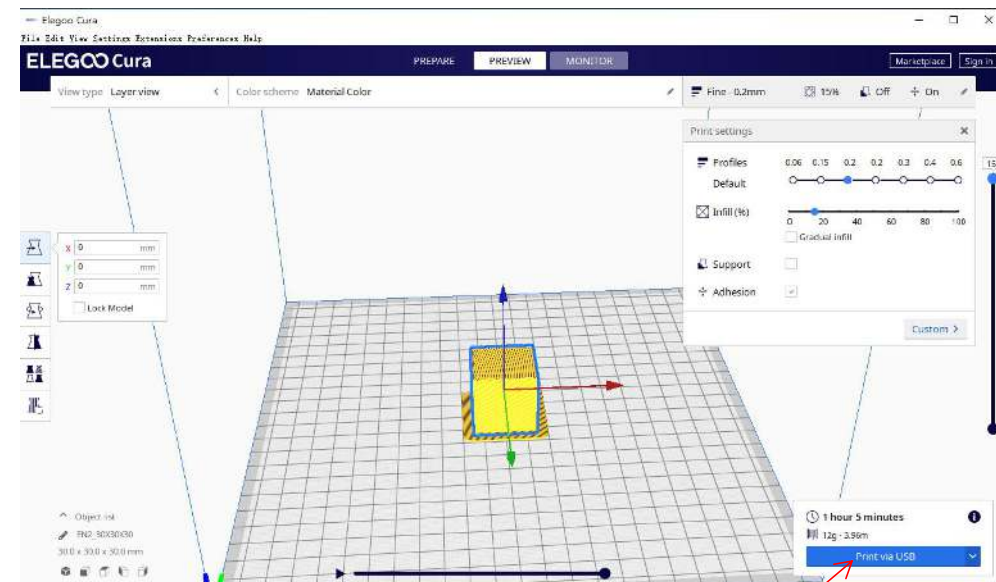 Elegoo Cura
File Edit View Settings Extensions Preferences Help
ELEGOO Cura
PREPARE PREVIEW MONITOR
Marketplace Sign in
View type Layer view
Color scheme Material Color
Fine - 0.2mm 15% Off On
Print settings
Profiles 0.06 0.15 0.2 0.2 0.3 0.4 0.6
Default
Infill (%)
0 20 40 60 80 100
Gradual infill
Support
Adhesion
Custom
X 0 mm
Y 0 mm
Z 0 mm
Lock Model
Object list
30.0 x 30.0 x 30.0 mm
1 hour 5 minutes
12g · 3.96m
Print via USB